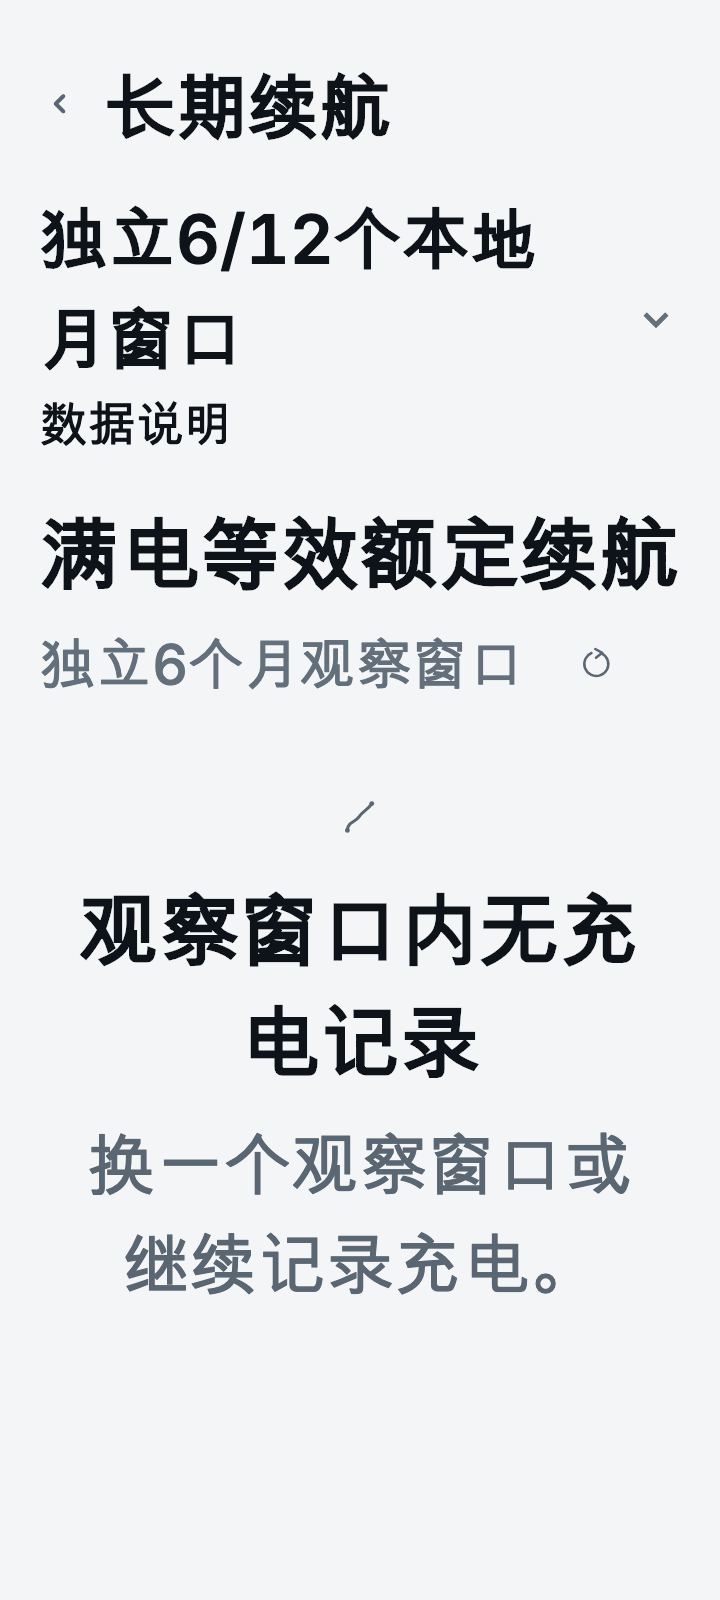 长期续航
独立6/12个本地
月窗口
数据说明
满电等效额定续航
独立6个月观察窗口
观察窗口内无充
电记录
换一个观察窗口或
继续记录充电。